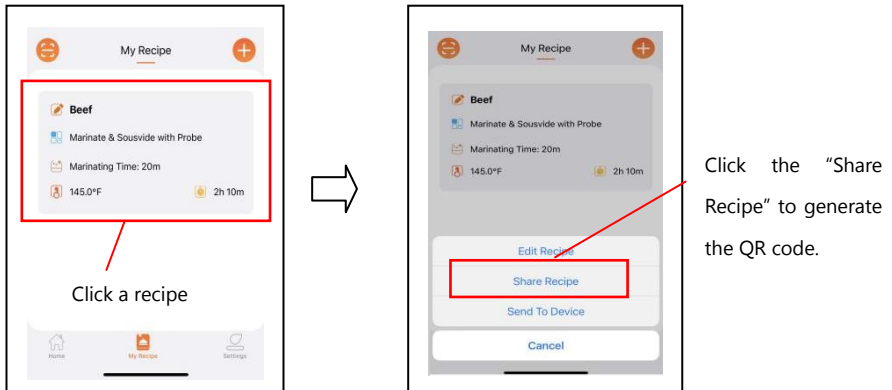 My Recipe
Beef
Marinate & Sousvide with Probe
Marinating Time: 20m
145.0°F 2h 10m
Click a recipe
Home My Recipe Settings
My Recipe
Beef
Marinate & Sousvide with Probe
Marinating Time: 20m
145.0°F 2h 10m
Edit Recipe
Share Recipe
Send To Device
Cancel
Click the “Share
Recipe” to generate
the QR code.